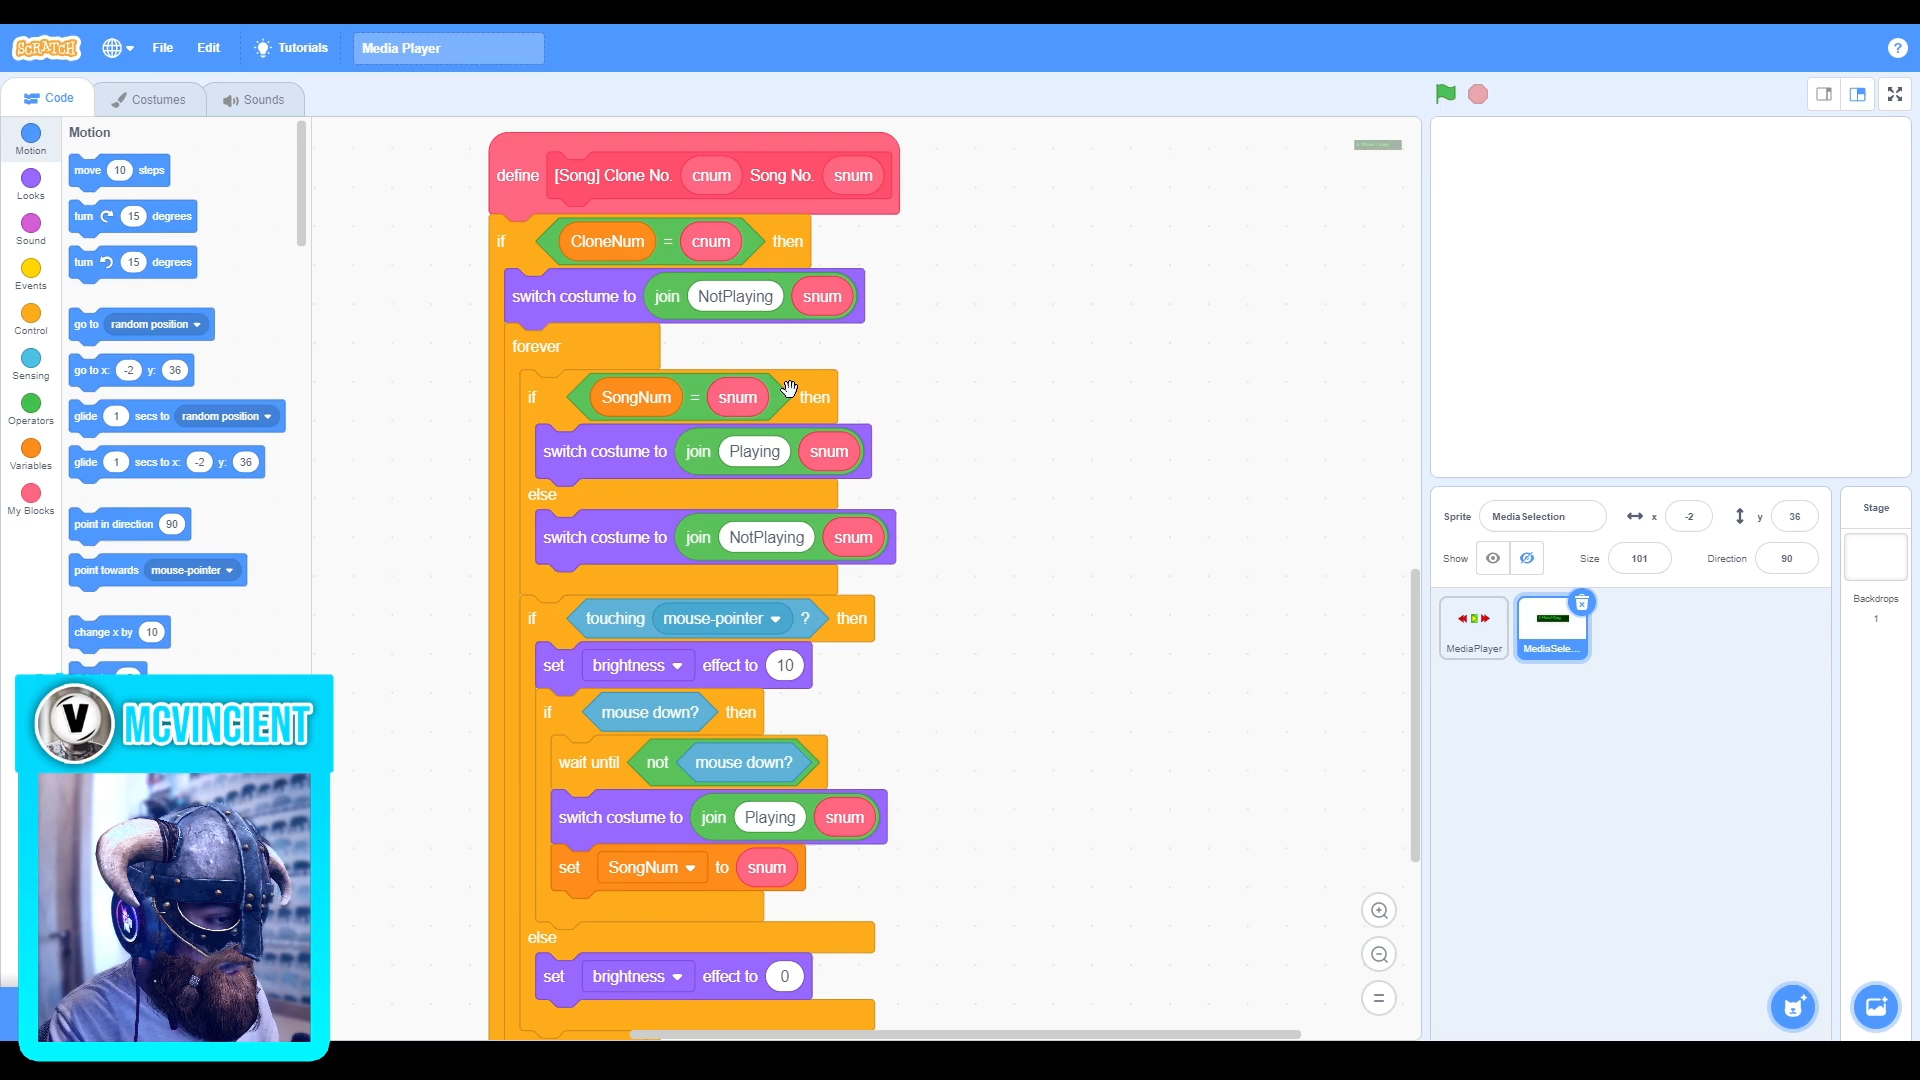 SCRATCH File Edit Tutorials Media Player ?
Code Costumes Sounds
Motion
Looks
Sound
Events
Control
Sensing
Operators
Variables
My Blocks
Motion
move 10 steps
turn 15 degrees
turn 15 degrees
go to random position
go to x: -2 y: 36
glide 1 secs to random position
glide 1 secs to x: -2 y: 36
point in direction 90
point towards mouse-pointer
change x by 10
define [Song] Clone No. cnum Song No. snum
if CloneNum = cnum then
switch costume to join NotPlaying snum
forever
if SongNum = snum then
switch costume to join Playing snum
else
switch costume to join NotPlaying snum
if touching mouse-pointer ? then
set brightness effect to 10
if mouse down? then
wait until not mouse down?
switch costume to join Playing snum
set SongNum to snum
else
set brightness effect to 0
Sprite MediaSelection x -2 y 36
Show Size 101 Direction 90
MediaPlayer
MediaSele...
Stage
Backdrops
1
V MCVINCIENT